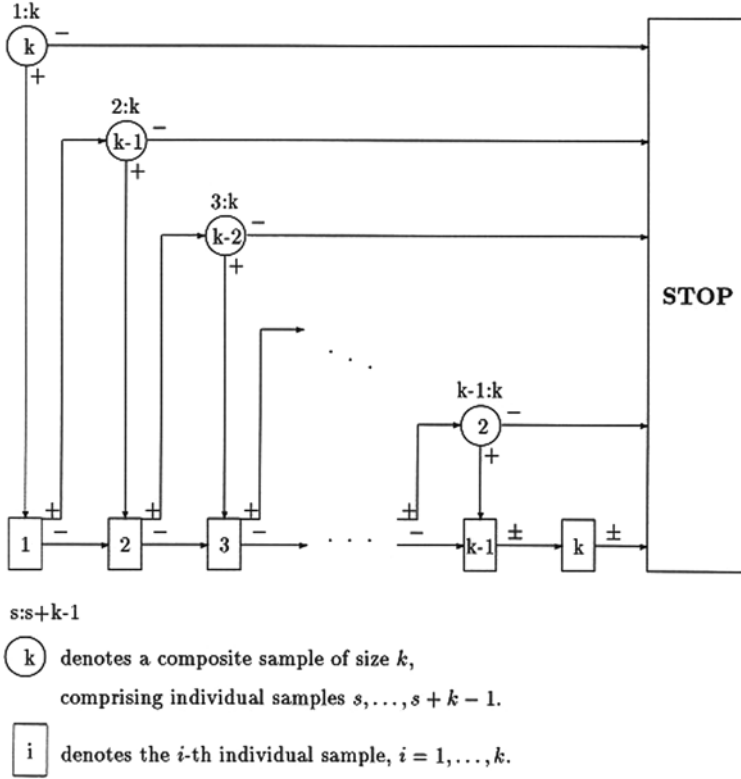 1:k
k
−
+
2:k
k-1
−
+
3:k
k-2
−
+
STOP
. . .
k-1:k
2
−
+
+
+
+
+
±
±
1
−
2
−
3
−
. . .
−
k-1
k
s:s+k-1
k denotes a composite sample of size k,
comprising individual samples s,...,s + k − 1.
i denotes the i-th individual sample, i = 1,...,k.